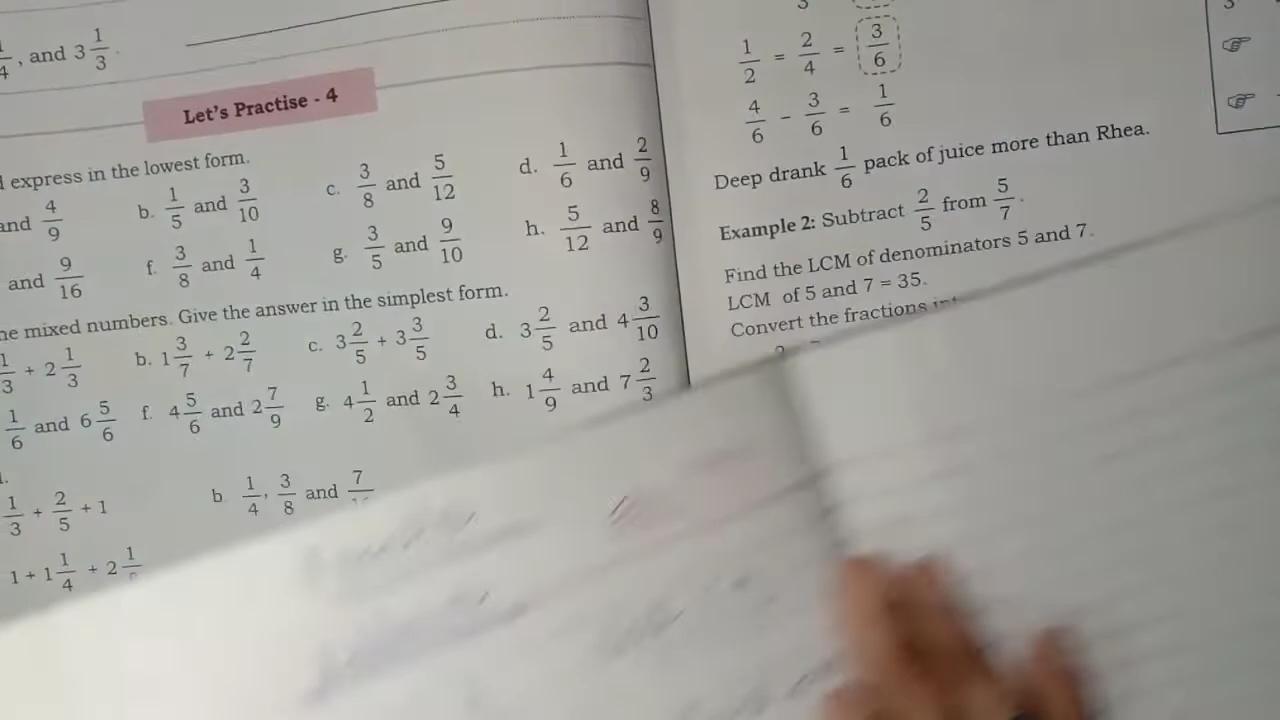 , and 3 1/3.
Let's Practise - 4
express in the lowest form.
and 4/9 b. 1/5 and 3/10 c. 3/8 and 5/12 d. 1/6 and 2/9
and 9/16 f. 3/8 and 1/4 g. 3/5 and 9/10 h. 5/12 and 8/9
mixed numbers. Give the answer in the simplest form.
1/3 + 2 1/3 b. 1 3/7 + 2 2/7 c. 3 2/5 + 3 3/5 d. 3 2/5 and 4 3/10
1/6 and 6 5/6 f. 4 5/6 and 2 7/9 g. 4 1/2 and 2 3/4 h. 1 4/9 and 7 2/3
1/3 + 2/5 + 1 b. 1/4, 3/8 and
1 + 1 1/4 + 2
1/2 = 2/4 = 3/6
4/6 - 3/6 = 1/6
Deep drank 1/6 pack of juice more than Rhea.
Example 2: Subtract 2/5 from 5/7.
Find the LCM of denominators 5 and 7.
LCM of 5 and 7 = 35.
Convert the fractions